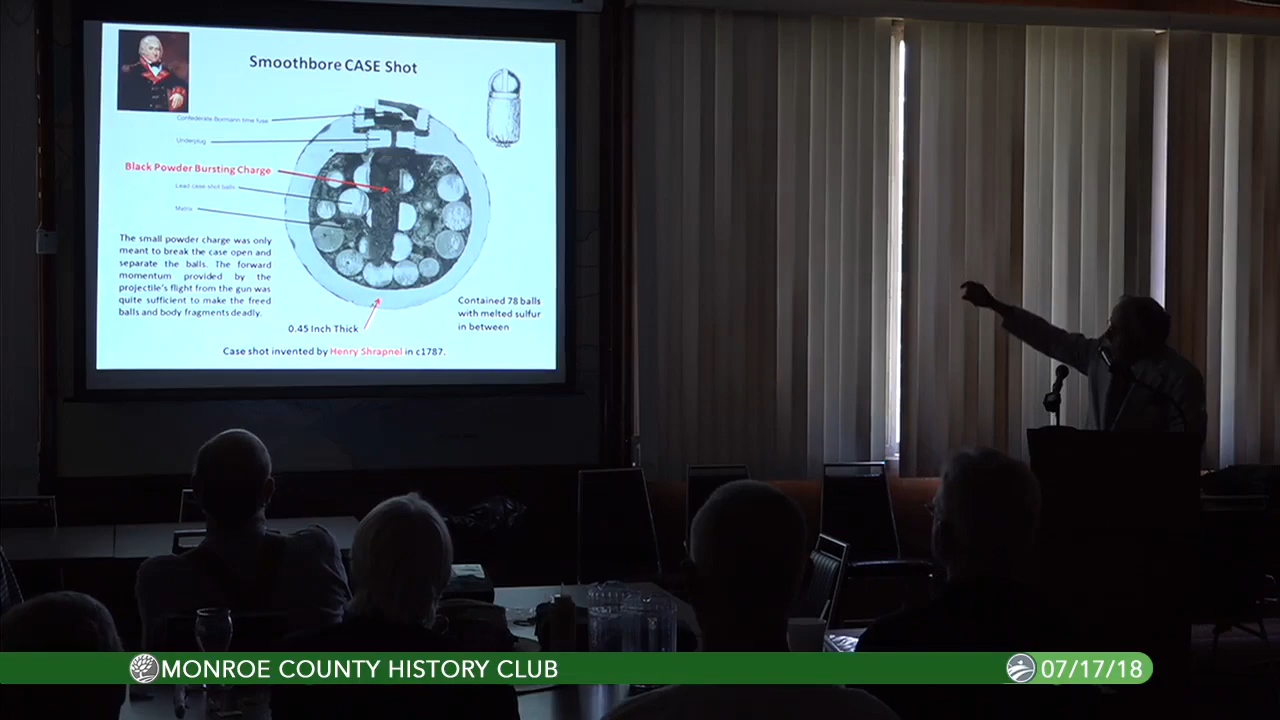 Smoothbore CASE Shot
Confederate Bormann time fuse
Underplug
Black Powder Bursting Charge
Lead case-shot balls
Matrix
The small powder charge was only
meant to break the case open and
separate the balls. The forward
momentum provided by the
projectile's flight from the gun was
quite sufficient to make the freed
balls and body fragments deadly.
Contained 78 balls
with melted sulfur
in between
0.45 Inch Thick
Case shot invented by Henry Shrapnel in c1787.
MONROE COUNTY HISTORY CLUB
07/17/18